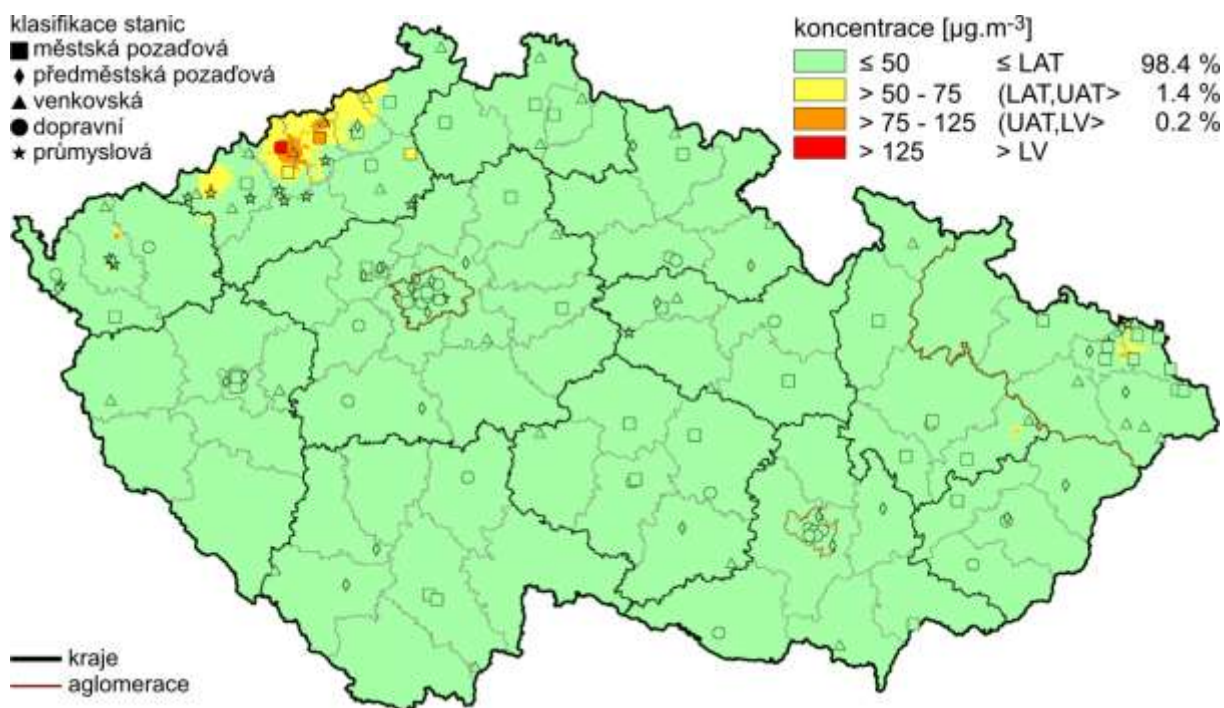 klasifikace stanic
městská pozaďová
předměstská pozaďová
venkovská
dopravní
průmyslová
koncentrace [µg.m⁻³]
≤ 50 ≤ LAT 98.4 %
> 50 - 75 (LAT,UAT> 1.4 %
> 75 - 125 (UAT,LV> 0.2 %
> 125 > LV
kraje
aglomerace